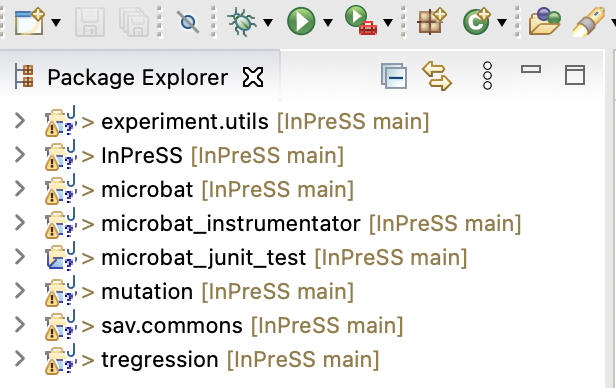 Package Explorer
> experiment.utils [InPreSS main]
> InPreSS [InPreSS main]
> microbat [InPreSS main]
> microbat_instrumentator [InPreSS main]
> microbat_junit_test [InPreSS main]
> mutation [InPreSS main]
> sav.commons [InPreSS main]
> tregression [InPreSS main]